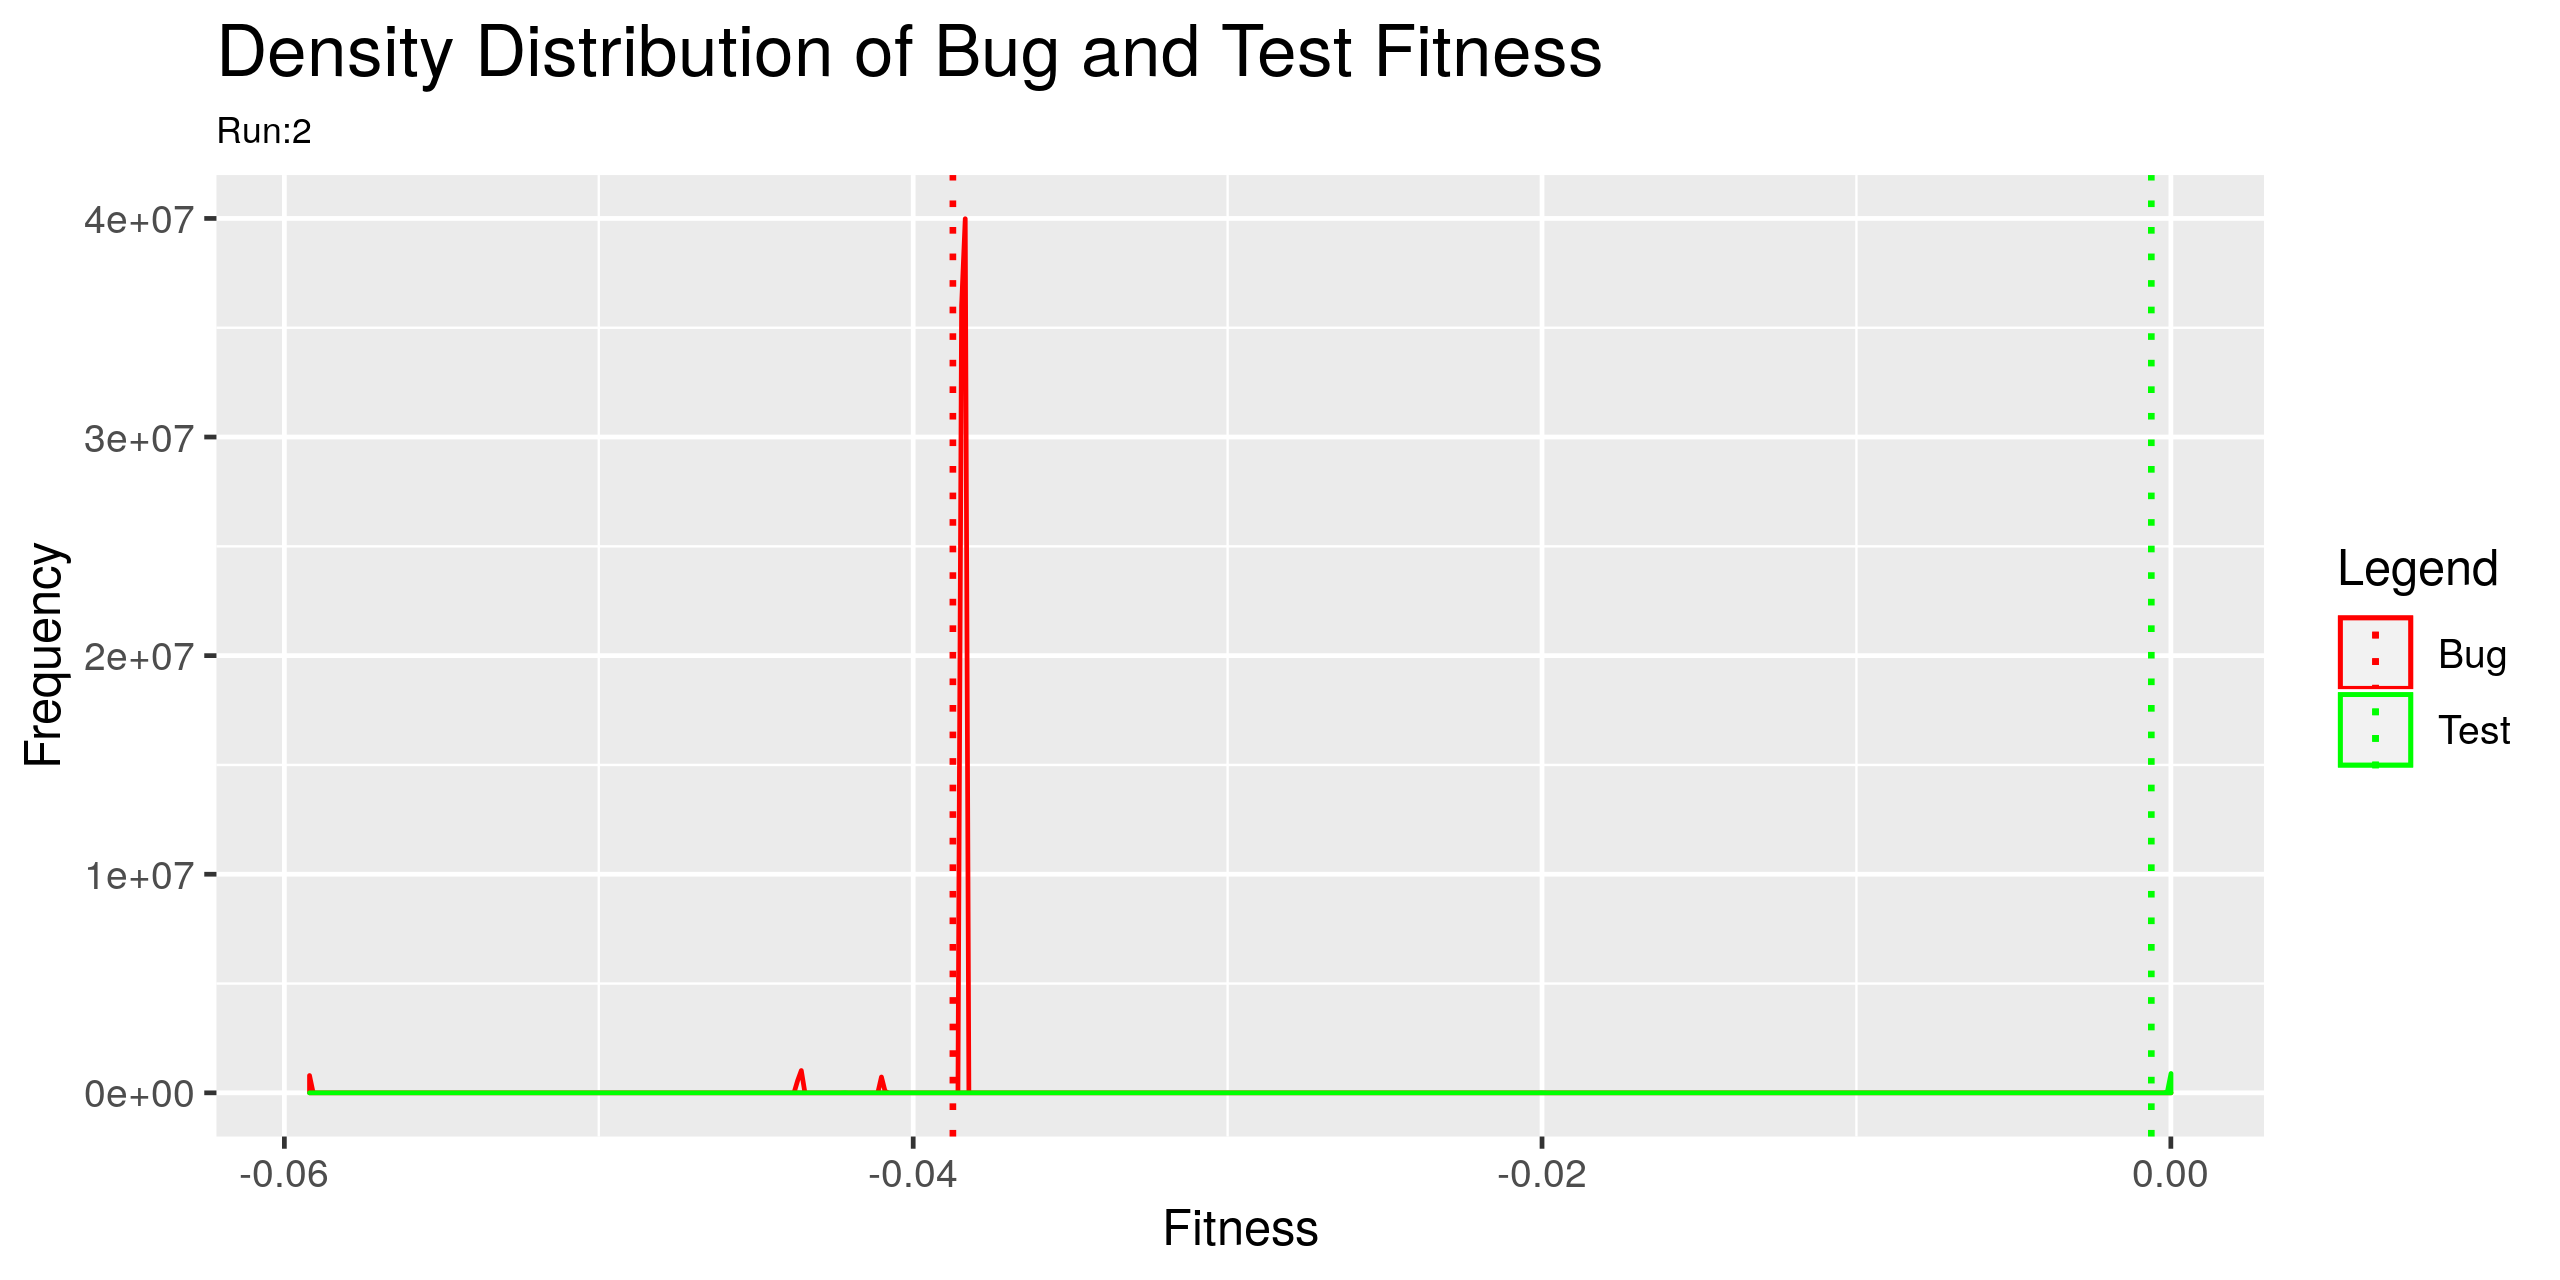 Density Distribution of Bug and Test Fitness
Run:2
4e+07
3e+07
2e+07
1e+07
0e+00
Frequency
-0.06
-0.04
-0.02
0.00
Fitness
Legend
Bug
Test